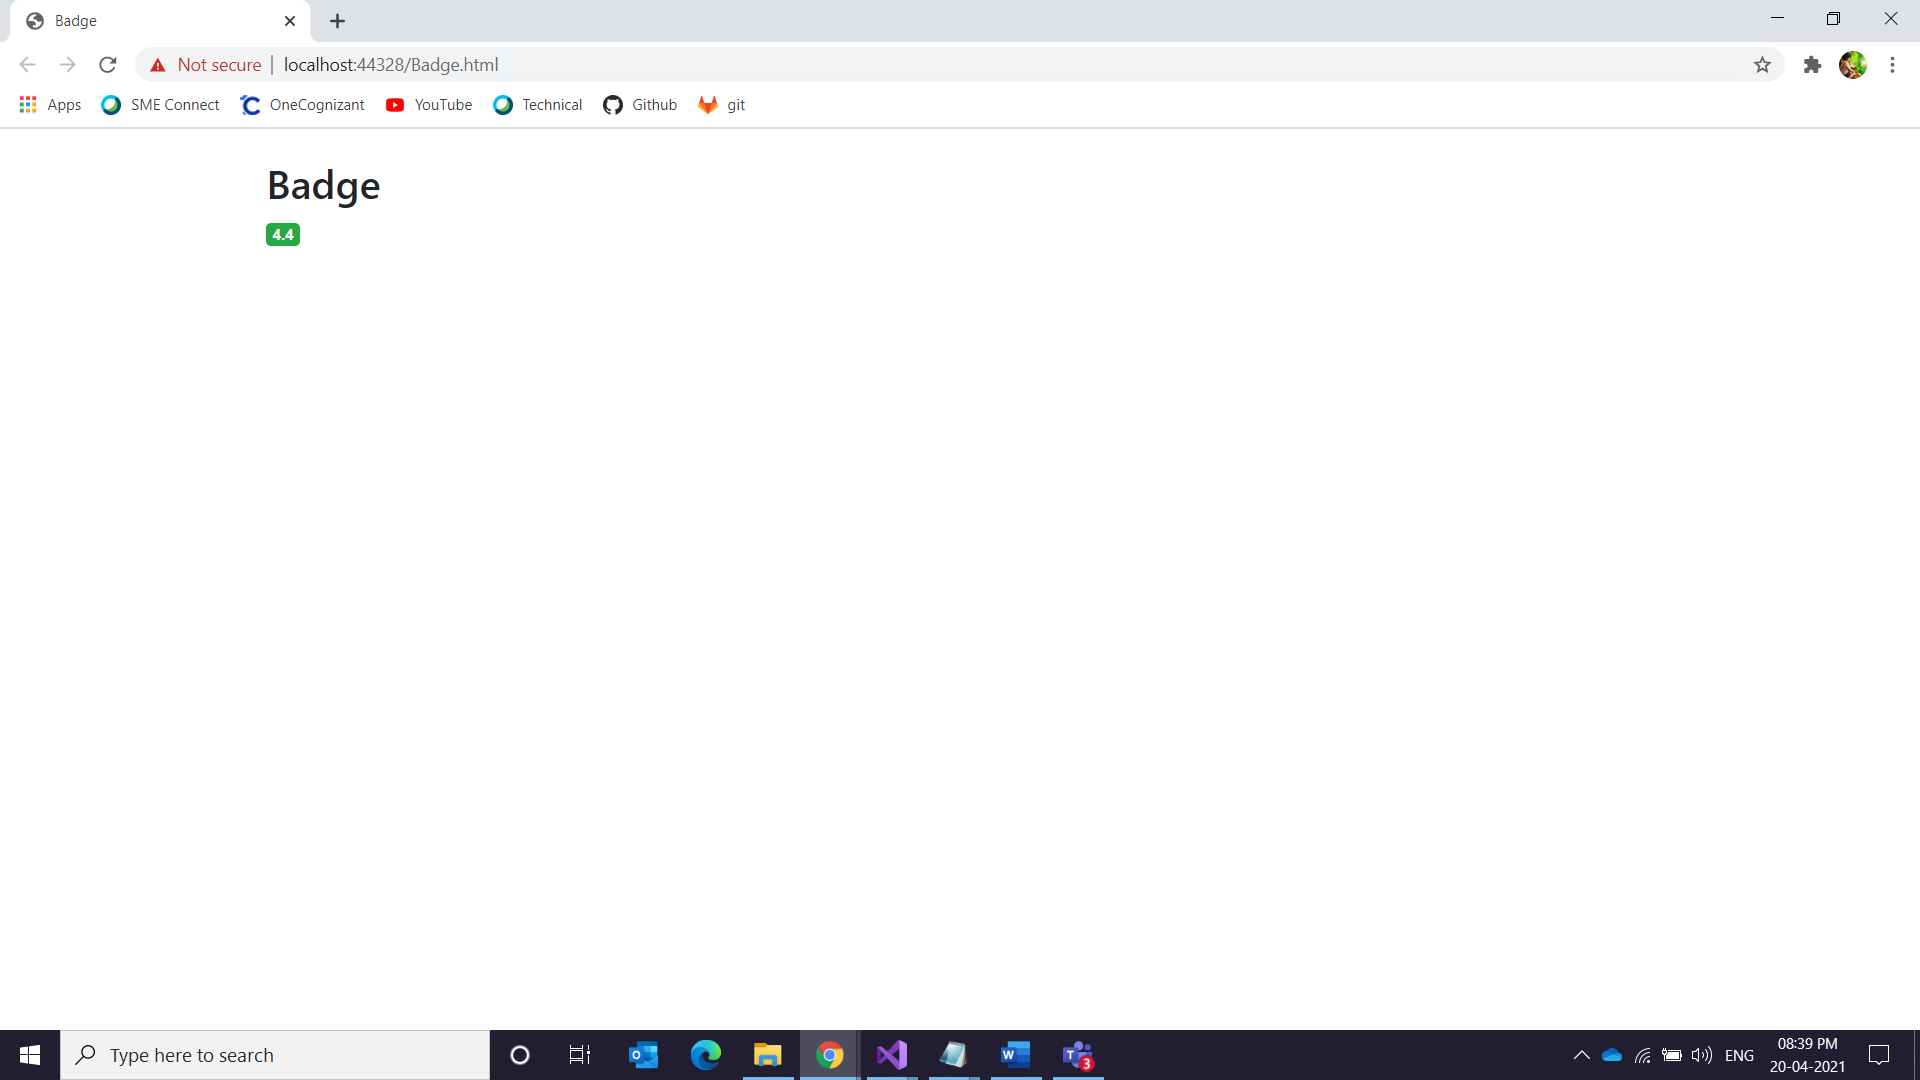 Badge
Not secure | localhost:44328/Badge.html
Apps SME Connect OneCognizant YouTube Technical Github git
Badge
4.4
Type here to search
ENG
08:39 PM
20-04-2021
3